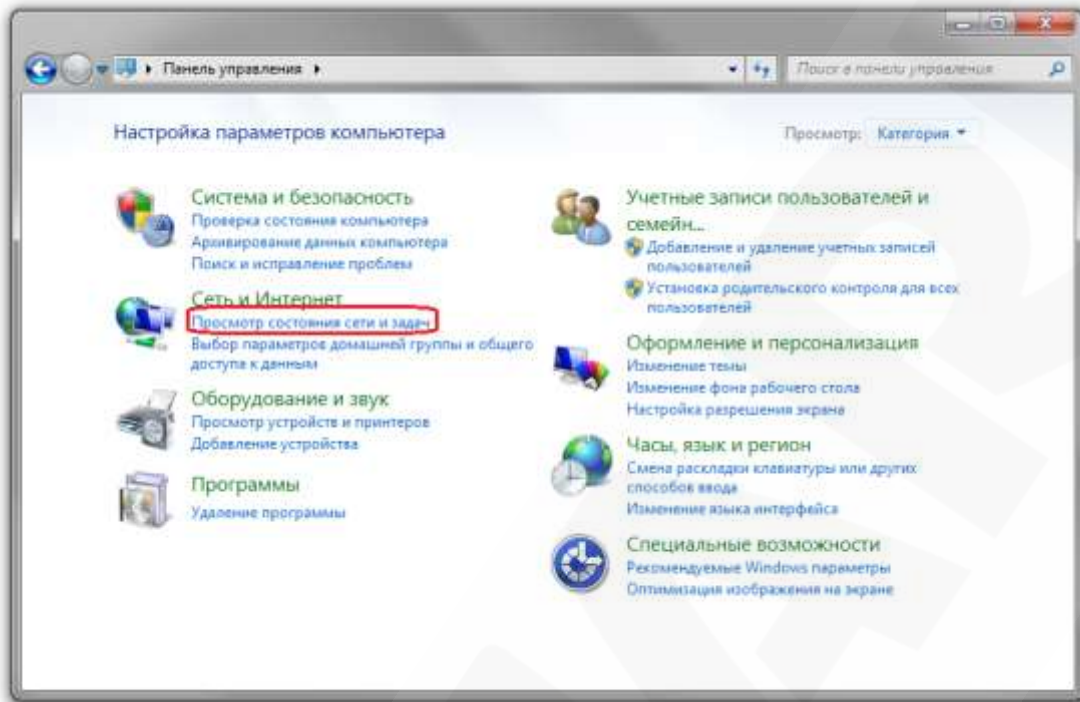 Панель управления
Поиск в панели управления
Настройка параметров компьютера
Просмотр: Категория
Система и безопасность
Проверка состояния компьютера
Архивирование данных компьютера
Поиск и исправление проблем
Сеть и Интернет
Просмотр состояния сети и задач
Выбор параметров домашней группы и общего
доступа к данным
Оборудование и звук
Просмотр устройств и принтеров
Добавление устройства
Программы
Удаление программы
Учетные записи пользователей и
семейн...
Добавление и удаление учетных записей
пользователей
Установка родительского контроля для всех
пользователей
Оформление и персонализация
Изменение темы
Изменение фона рабочего стола
Настройка разрешения экрана
Часы, язык и регион
Смена раскладки клавиатуры или других
способов ввода
Изменение языка интерфейса
Специальные возможности
Рекомендуемые Windows параметры
Оптимизация изображения на экране